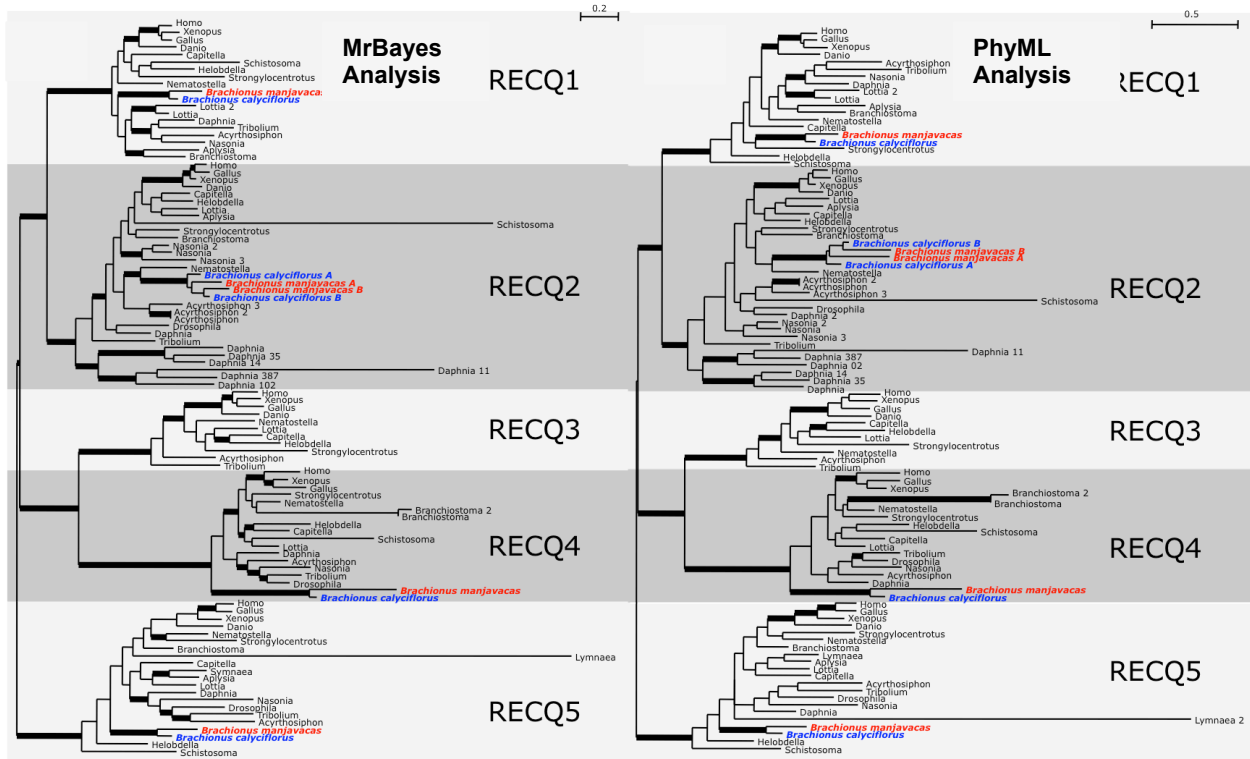 0.2
MrBayes
Analysis
RECQ1
Homo
Xenopus
Gallus
Danio
Capitella
Schistosoma
Helobdella
Strongylocentrotus
Nematostella
Brachionus manjavacas
Brachionus calyciflorus
Lottia 2
Lottia
Daphnia
Tribolium
Acyrthosiphon
Nasonia
Aplysia
Branchiostoma
RECQ2
Homo
Gallus
Xenopus
Danio
Capitella
Helobdella
Lottia
Aplysia
Schistosoma
Strongylocentrotus
Branchiostoma
Nasonia 2
Nasonia
Nasonia 3
Nematostella
Brachionus calyciflorus A
Brachionus manjavacas A
Brachionus manjavacas B
Brachionus calyciflorus B
Acyrthosiphon 3
Acyrthosiphon 2
Acyrthosiphon
Drosophila
Daphnia
Tribolium
Daphnia
Daphnia 35
Daphnia 14
Daphnia 11
Daphnia 387
Daphnia 102
RECQ3
Homo
Xenopus
Gallus
Danio
Nematostella
Lottia
Capitella
Helobdella
Strongylocentrotus
Acyrthosiphon
Tribolium
RECQ4
Homo
Xenopus
Gallus
Strongylocentrotus
Nematostella
Branchiostoma 2
Branchiostoma
Helobdella
Capitella
Schistosoma
Lottia
Daphnia
Acyrthosiphon
Nasonia
Tribolium
Drosophila
Brachionus manjavacas
Brachionus calyciflorus
RECQ5
Homo
Gallus
Xenopus
Danio
Nematostella
Strongylocentrotus
Branchiostoma
Lymnaea
Capitella
Symnaea
Aplysia
Lottia
Daphnia
Nasonia
Drosophila
Tribolium
Acyrthosiphon
Brachionus manjavacas
Brachionus calyciflorus
Helobdella
Schistosoma
0.5
PhyML
Analysis
RECQ1
Homo
Gallus
Xenopus
Danio
Acyrthosiphon
Tribolium
Nasonia
Daphnia
Lottia 2
Lottia
Aplysia
Branchiostoma
Nematostella
Capitella
Brachionus manjavacas
Brachionus calyciflorus
Strongylocentrotus
Helobdella
Schistosoma
RECQ2
Homo
Gallus
Xenopus
Danio
Lottia
Aplysia
Capitella
Helobdella
Strongylocentrotus
Branchiostoma
Brachionus calyciflorus B
Brachionus manjavacas B
Brachionus manjavacas A
Brachionus calyciflorus A
Nematostella
Acyrthosiphon 2
Acyrthosiphon
Acyrthosiphon 3
Schistosoma
Drosophila
Daphnia 2
Nasonia 2
Nasonia
Nasonia 3
Tribolium
Daphnia 11
Daphnia 387
Daphnia 02
Daphnia 14
Daphnia 35
Daphnia
RECQ3
Homo
Xenopus
Gallus
Danio
Capitella
Helobdella
Lottia
Strongylocentrotus
Nematostella
Acyrthosiphon
Tribolium
RECQ4
Homo
Gallus
Xenopus
Branchiostoma 2
Branchiostoma
Nematostella
Strongylocentrotus
Helobdella
Schistosoma
Capitella
Lottia
Tribolium
Drosophila
Nasonia
Acyrthosiphon
Daphnia
Brachionus manjavacas
Brachionus calyciflorus
RECQ5
Homo
Gallus
Xenopus
Danio
Strongylocentrotus
Nematostella
Branchiostoma
Lymnaea
Aplysia
Lottia
Capitella
Acyrthosiphon
Tribolium
Drosophila
Nasonia
Daphnia
Lymnaea 2
Brachionus manjavacas
Brachionus calyciflorus
Helobdella
Schistosoma